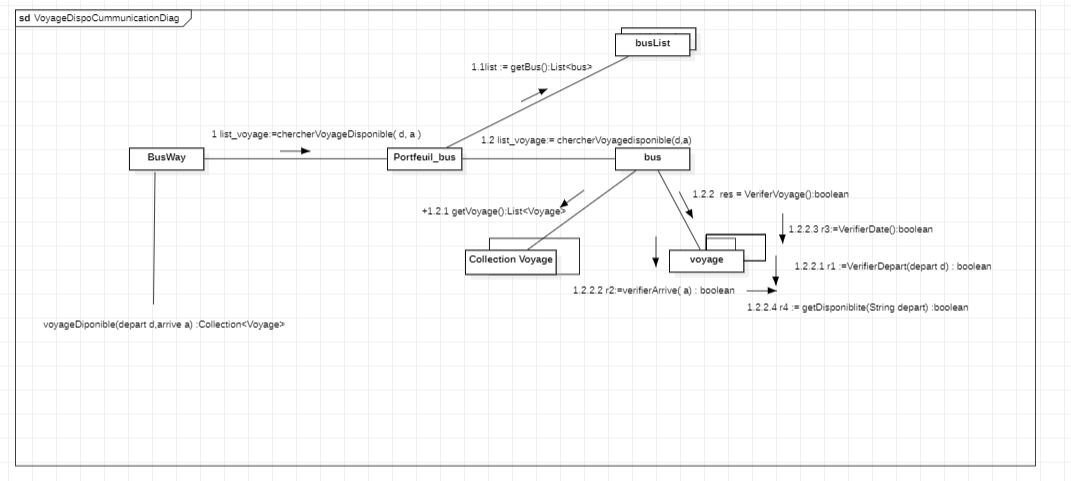 sd VoyageDispoCummunicationDiag
busList
1.1list := getBus():List<bus>
1 list_voyage:=chercherVoyageDisponible( d, a )
1.2 list_voyage:= chercherVoyagedisponible(d,a)
BusWay
Portfeuil_bus
bus
1.2.2 res = VeriferVoyage():boolean
+1.2.1 getVoyage():List<Voyage>
1.2.2.3 r3:=VerifierDate():boolean
Collection Voyage
voyage
1.2.2.1 r1 :=VerifierDepart(depart d) : boolean
1.2.2.2 r2:=verifierArrive( a) : boolean
1.2.2.4 r4 := getDisponiblite(String depart) :boolean
voyageDiponible(depart d,arrive a) :Collection<Voyage>